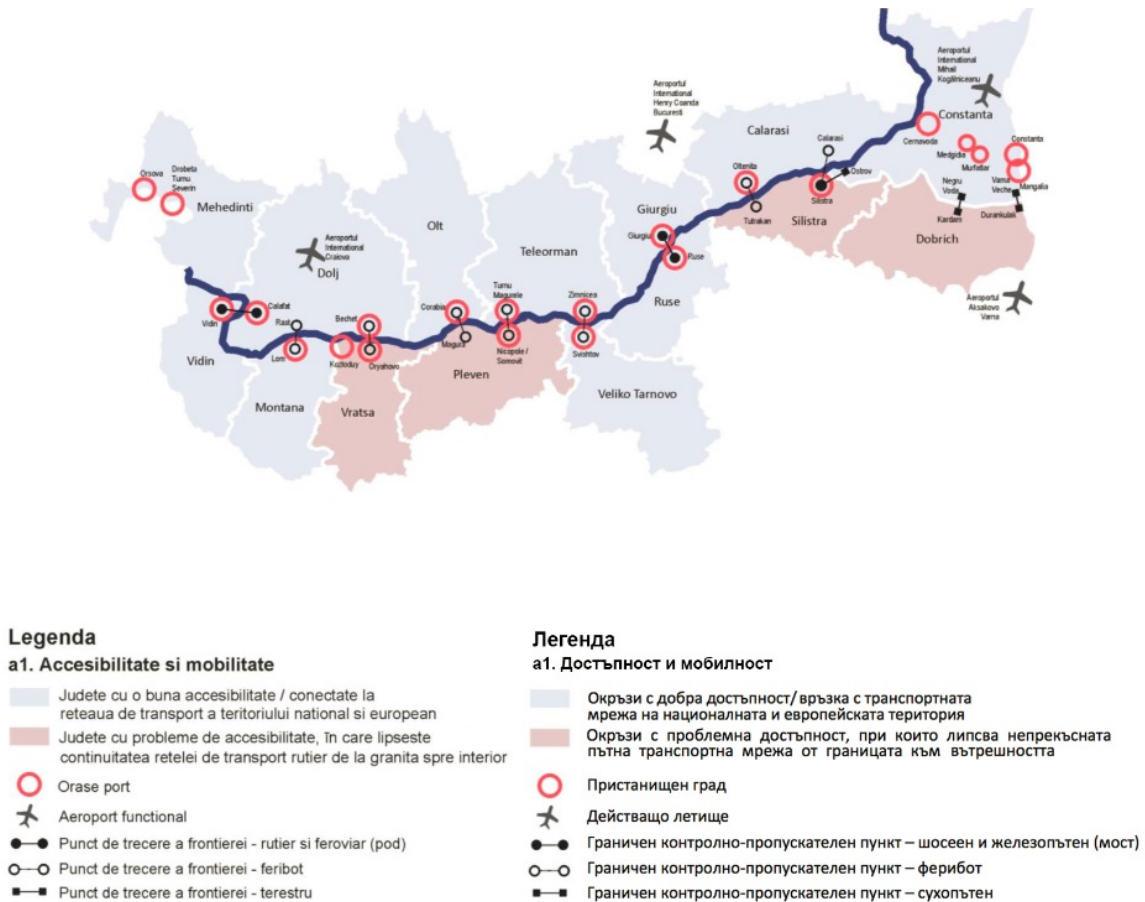 Aeroportul
International
Mihail
Kogălniceanu
Constanta
Aeroportul
International
Henry Coanda
Bucuresti
Calarasi
Calarasi
Cernavoda
Medgidia
Murfatlar
Constanta
Orsova
Drobeta
Turnu
Severin
Mehedinti
Oltenita
Ostrov
Negru
Voda
Vama
Veche
Mangalia
Olt
Giurgiu
Silistra
Tutrakan
Silistra
Kardam
Durankulak
Dobrich
Aeroportul
International
Craiova
Dolj
Teleorman
Giurgiu
Ruse
Ruse
Aeroportul
Aksakovo
Varna
Calafat
Vidin
Rast
Bechet
Corabia
Turnu
Magurele
Zimnicea
Lom
Kozloduy
Oryahovo
Magura
Nicopole /
Somovit
Svishtov
Vidin
Montana
Vratsa
Pleven
Veliko Tarnovo
Legenda
a1. Accesibilitate si mobilitate
Judete cu o buna accesibilitate / conectate la
reteaua de transport a teritoriului national si european
Judete cu probleme de accesibilitate, în care lipseste
continuitatea retelei de transport rutier de la granita spre interior
Orase port
Aeroport functional
Punct de trecere a frontierei - rutier si feroviar (pod)
Punct de trecere a frontierei - feribot
Punct de trecere a frontierei - terestru
Легенда
a1. Достъпност и мобилност
Окръзи с добра достъпност/връзка с транспортната
мрежа на националната и европейската територия
Окръзи с проблемна достъпност, при които липсва непрекъсната
пътна транспортна мрежа от границата към вътрешността
Пристанищен град
Действащо летище
Граничен контролно-пропускателен пункт – шосеен и железопътен (мост)
Граничен контролно-пропускателен пункт – ферибот
Граничен контролно-пропускателен пункт – сухопътен